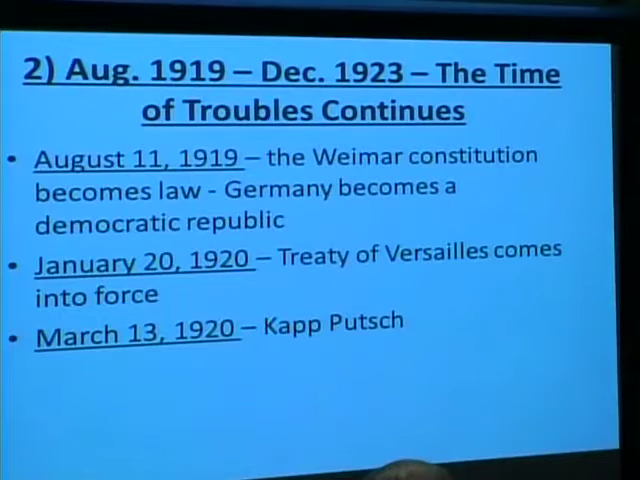 2) Aug. 1919 – Dec. 1923 – The Time
of Troubles Continues
• August 11, 1919 – the Weimar constitution
becomes law - Germany becomes a
democratic republic
• January 20, 1920 – Treaty of Versailles comes
into force
• March 13, 1920 – Kapp Putsch